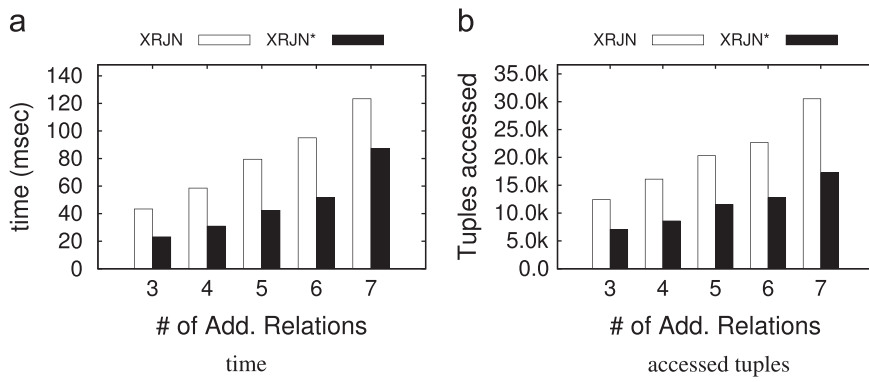 a
XRJN XRJN*
time (msec)
140
120
100
80
60
40
20
0
3 4 5 6 7
# of Add. Relations
time
b
XRJN XRJN*
Tuples accessed
35.0k
30.0k
25.0k
20.0k
15.0k
10.0k
5.0k
0.0
3 4 5 6 7
# of Add. Relations
accessed tuples